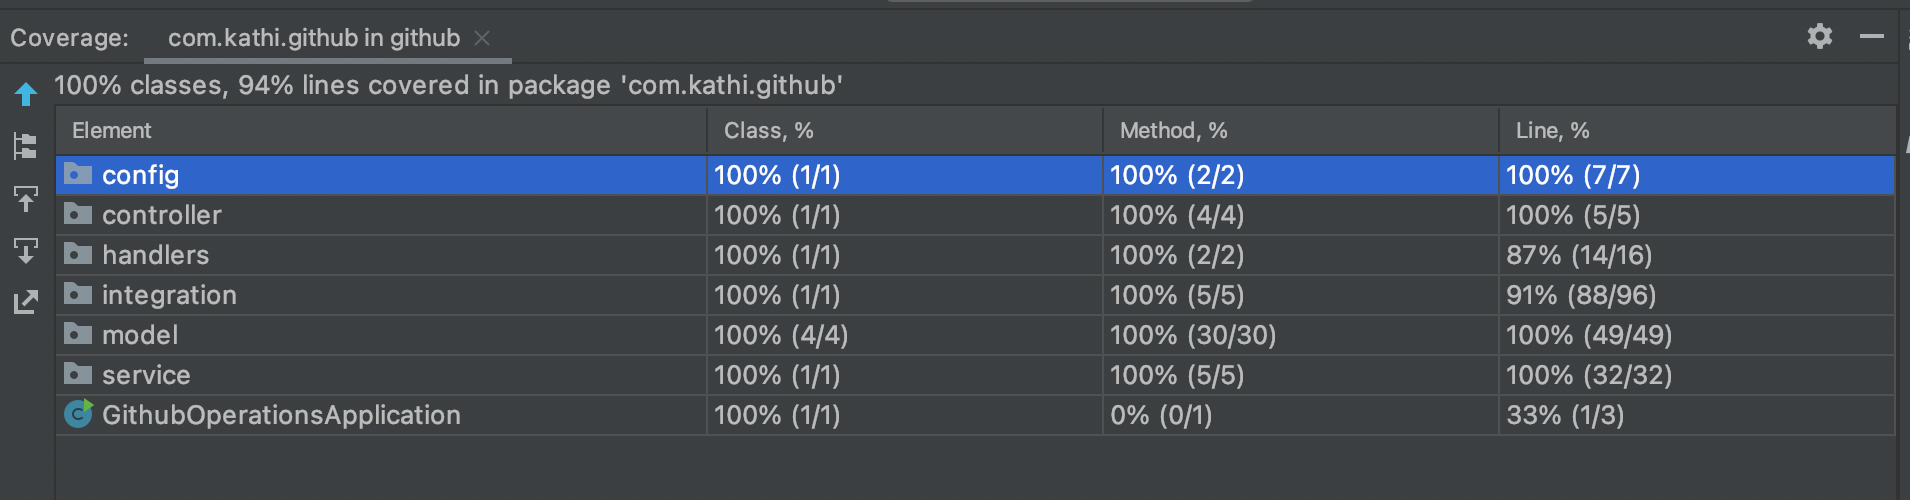 Coverage: com.kathi.github in github
100% classes, 94% lines covered in package 'com.kathi.github'
Element Class, % Method, % Line, %
config 100% (1/1) 100% (2/2) 100% (7/7)
controller 100% (1/1) 100% (4/4) 100% (5/5)
handlers 100% (1/1) 100% (2/2) 87% (14/16)
integration 100% (1/1) 100% (5/5) 91% (88/96)
model 100% (4/4) 100% (30/30) 100% (49/49)
service 100% (1/1) 100% (5/5) 100% (32/32)
C GithubOperationsApplication 100% (1/1) 0% (0/1) 33% (1/3)